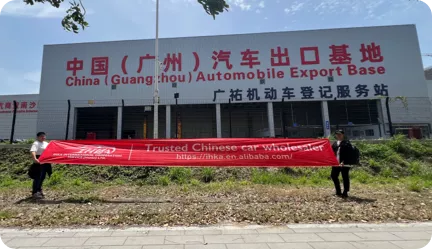 中国（广州）汽车出口基地
China (Guangzhou) Automobile Export Base
广祐机动车登记服务站
Trusted Chinese car wholesaler
https://inka.en.alibaba.com/